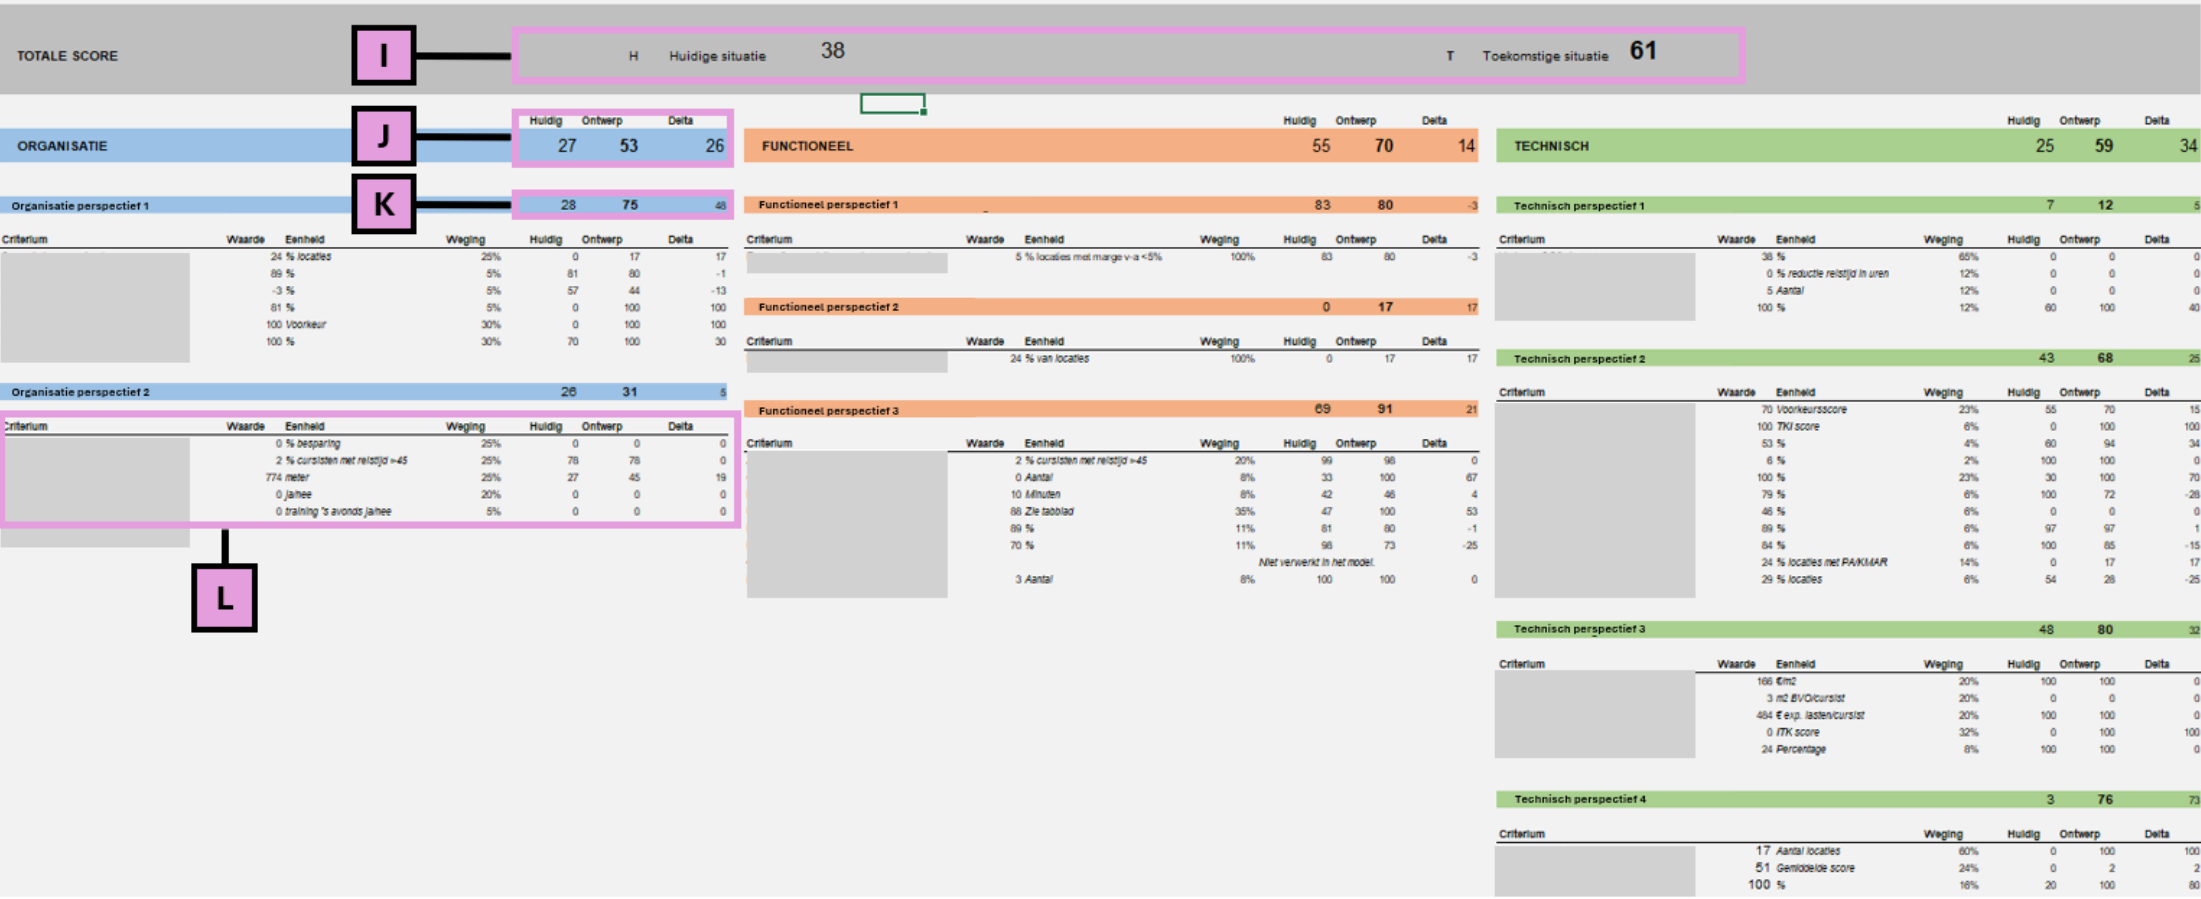 TOTALE SCORE I H Huidige situatie 38 T Toekomstige situatie 61
J Huidig Ontwerp Delta
ORGANISATIE 27 53 26
K Organisatie perspectief 1 28 75 48
Criterium Waarde Eenheid Weging Huidig Ontwerp Delta
24 % locaties 25% 0 17 17
89 % 5% 81 80 -1
-3 % 5% 57 44 -13
81 % 5% 0 100 100
100 Voorkeur 30% 0 100 100
100 % 30% 70 100 30
Organisatie perspectief 2 26 31 5
Criterium Waarde Eenheid Weging Huidig Ontwerp Delta
0 % besparing 25% 0 0 0
2 % cursisten met reistijd >45 25% 78 78 0
774 meter 25% 27 45 19
0 ja/nee 20% 0 0 0
0 training 's avonds ja/nee 5% 0 0 0
L
Huidig Ontwerp Delta
FUNCTIONEEL 55 70 14
Functioneel perspectief 1 83 80 -3
Criterium Waarde Eenheid Weging Huidig Ontwerp Delta
5 % locaties met marge v-a <5% 100% 83 80 -3
Functioneel perspectief 2 0 17 17
Criterium Waarde Eenheid Weging Huidig Ontwerp Delta
24 % van locaties 100% 0 17 17
Functioneel perspectief 3 69 91 21
Criterium Waarde Eenheid Weging Huidig Ontwerp Delta
2 % cursisten met reistijd >45 20% 99 98 0
0 Aantal 8% 33 100 67
10 Minuten 8% 42 46 4
88 Zie tabblad 35% 47 100 53
89 % 11% 81 80 -1
70 % 11% 98 73 -25
Niet verwerkt in het model.
3 Aantal 8% 100 100 0
Huidig Ontwerp Delta
TECHNISCH 25 59 34
Technisch perspectief 1 7 12 5
Criterium Waarde Eenheid Weging Huidig Ontwerp Delta
38 % 65% 0 0 0
0 % reductie reistijd in uren 12% 0 0 0
5 Aantal 12% 0 0 0
100 % 12% 60 100 40
Technisch perspectief 2 43 68 25
Criterium Waarde Eenheid Weging Huidig Ontwerp Delta
70 Voorkeursscore 23% 55 70 15
100 TKI score 6% 0 100 100
53 % 4% 60 94 34
6 % 2% 100 100 0
100 % 23% 30 100 70
79 % 6% 100 72 -28
46 % 6% 0 0 0
89 % 6% 97 97 1
84 % 6% 100 85 -15
24 % locaties met PA/KMAR 14% 0 17 17
29 % locaties 6% 54 28 -25
Technisch perspectief 3 48 80 32
Criterium Waarde Eenheid Weging Huidig Ontwerp Delta
166 €/m2 20% 100 100 0
3 m2 BVO/cursist 20% 0 0 0
484 € exp. lasten/cursist 20% 100 100 0
0 ITK score 32% 0 100 100
24 Percentage 8% 100 100 0
Technisch perspectief 4 3 76 73
Criterium Weging Huidig Ontwerp Delta
17 Aantal locaties 60% 0 100 100
51 Gemiddelde score 24% 0 2 2
100 % 16% 20 100 80